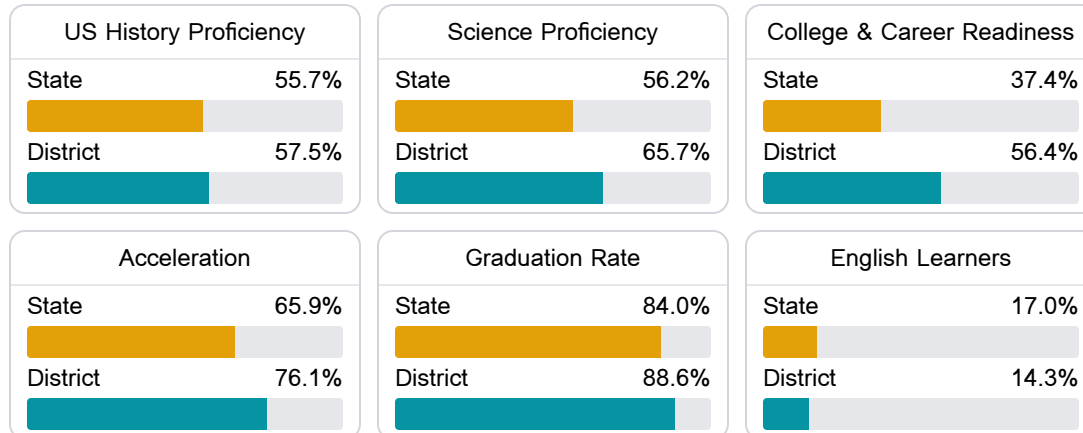 US History Proficiency
State 55.7%
District 57.5%
Science Proficiency
State 56.2%
District 65.7%
College & Career Readiness
State 37.4%
District 56.4%
Acceleration
State 65.9%
District 76.1%
Graduation Rate
State 84.0%
District 88.6%
English Learners
State 17.0%
District 14.3%